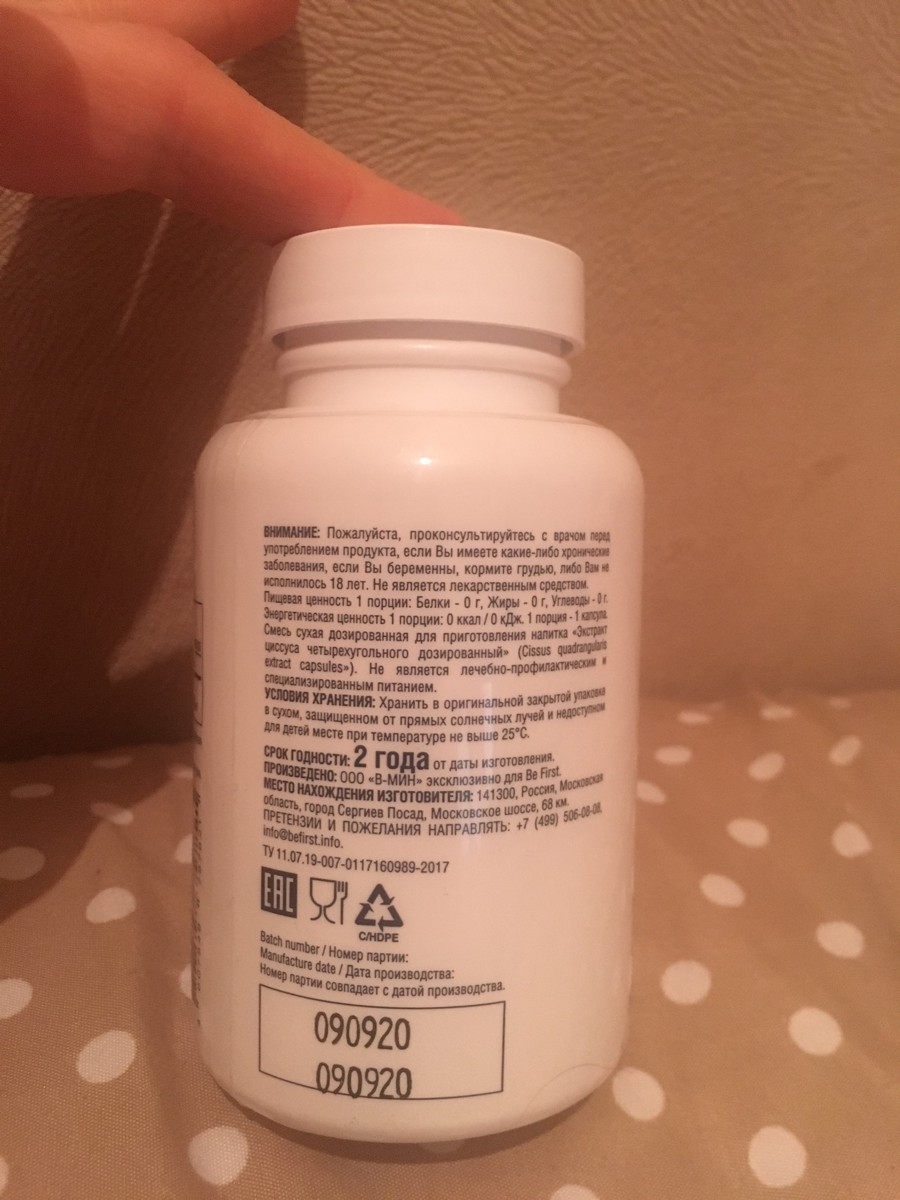 ВНИМАНИЕ: Пожалуйста, проконсультируйтесь с врачом перед
употреблением продукта, если Вы имеете какие-либо хронические
заболевания, если Вы беременны, кормите грудью, либо Вам не
исполнилось 18 лет. Не является лекарственным средством.
Пищевая ценность 1 порции: Белки - 0 г, Жиры - 0 г, Углеводы - 0 г.
Энергетическая ценность 1 порции: 0 ккал / 0 кДж. 1 порция - 1 капсула.
Смесь сухая дозированная для приготовления напитка «Экстракт
циссуса четырехугольного дозированный» (Cissus quadrangularis
extract capsules»). Не является лечебно-профилактическим и
специализированным питанием.
УСЛОВИЯ ХРАНЕНИЯ: Хранить в оригинальной закрытой упаковке
в сухом, защищенном от прямых солнечных лучей и недоступном
для детей месте при температуре не выше 25°C.
СРОК ГОДНОСТИ: 2 года от даты изготовления.
ПРОИЗВЕДЕНО: ООО «В-МИН» эксклюзивно для Be First.
МЕСТО НАХОЖДЕНИЯ ИЗГОТОВИТЕЛЯ: 141300, Россия, Московская
область, город Сергиев Посад, Московское шоссе, 68 км.
ПРЕТЕНЗИИ И ПОЖЕЛАНИЯ НАПРАВЛЯТЬ: +7 (499) 506-08-08,
info@befirst.info.
ТУ 11.07.19-007-0117160989-2017
EAC
C/HDPE
Batch number / Номер партии:
Manufacture date / Дата производства:
Номер партии совпадает с датой производства.
090920
090920